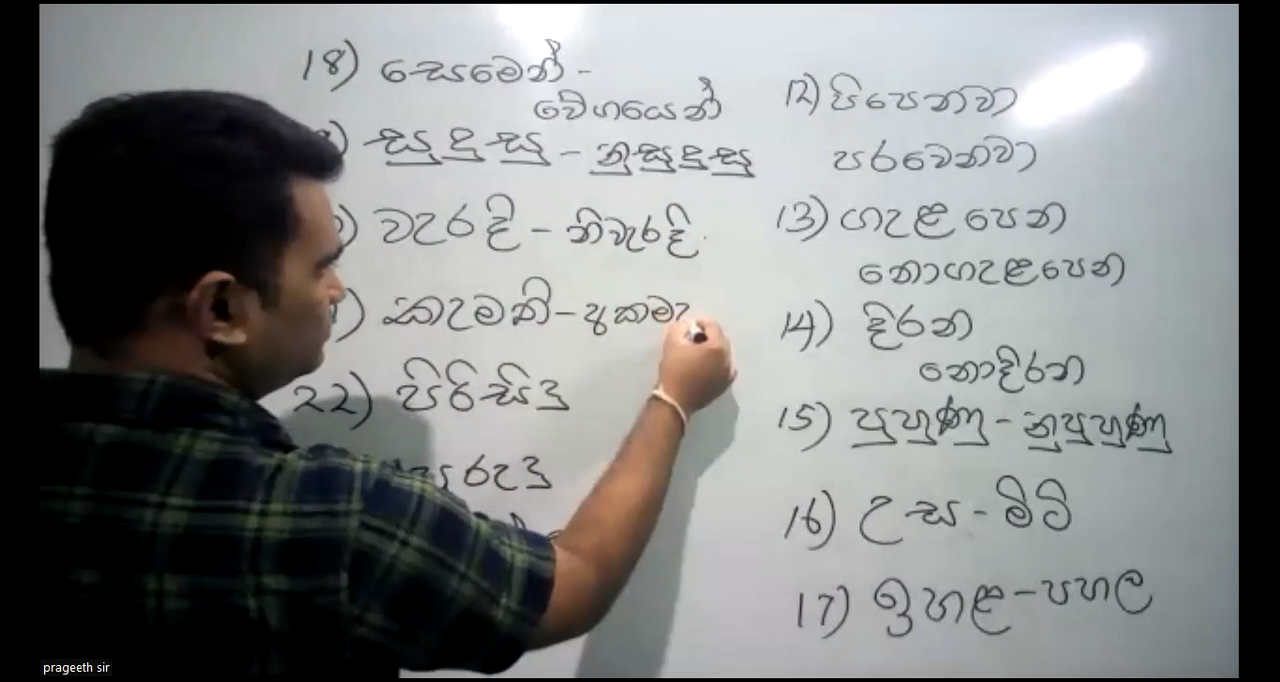 18) සෙමෙන් -
වේගයෙන්
) සුදුසු - නුසුදුසු
) වැරදි - නිවැරදි.
) කැමති - අකමැ
22) පිරිසිදු
12) පිපෙනවා
පරවෙනවා
13) ගැළපෙන
නොගැළපෙන
14) දිරන
නොදිරන
15) පුහුණු - නුපුහුණු
16) උස - මිටි
17) ඉහළ - පහල
prageeth sir